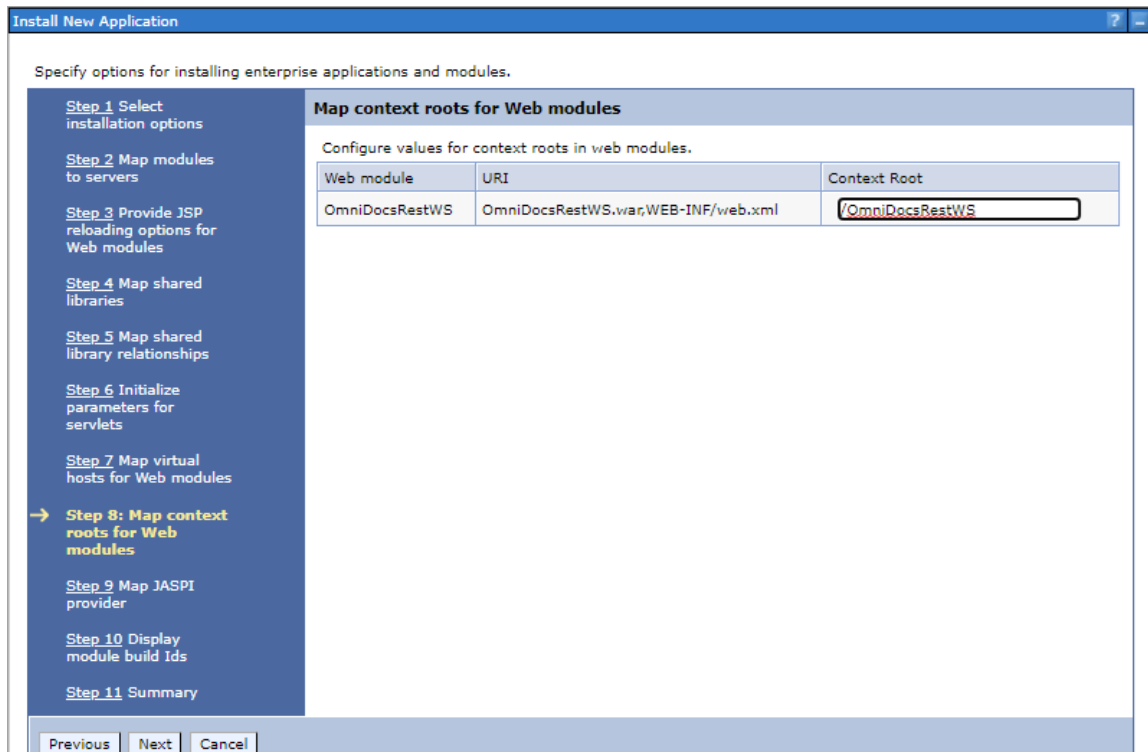 Install New Application
?
Specify options for installing enterprise applications and modules.
Step 1 Select
installation options
Step 2 Map modules
to servers
Step 3 Provide JSP
reloading options for
Web modules
Step 4 Map shared
libraries
Step 5 Map shared
library relationships
Step 6 Initialize
parameters for
servlets
Step 7 Map virtual
hosts for Web modules
Step 8: Map context
roots for Web
modules
Step 9 Map JASPI
provider
Step 10 Display
module build Ids
Step 11 Summary
Map context roots for Web modules
Configure values for context roots in web modules.
Web module URI Context Root
OmniDocsRestWS OmniDocsRestWS.war,WEB-INF/web.xml /OmniDocsRestWS
Previous Next Cancel